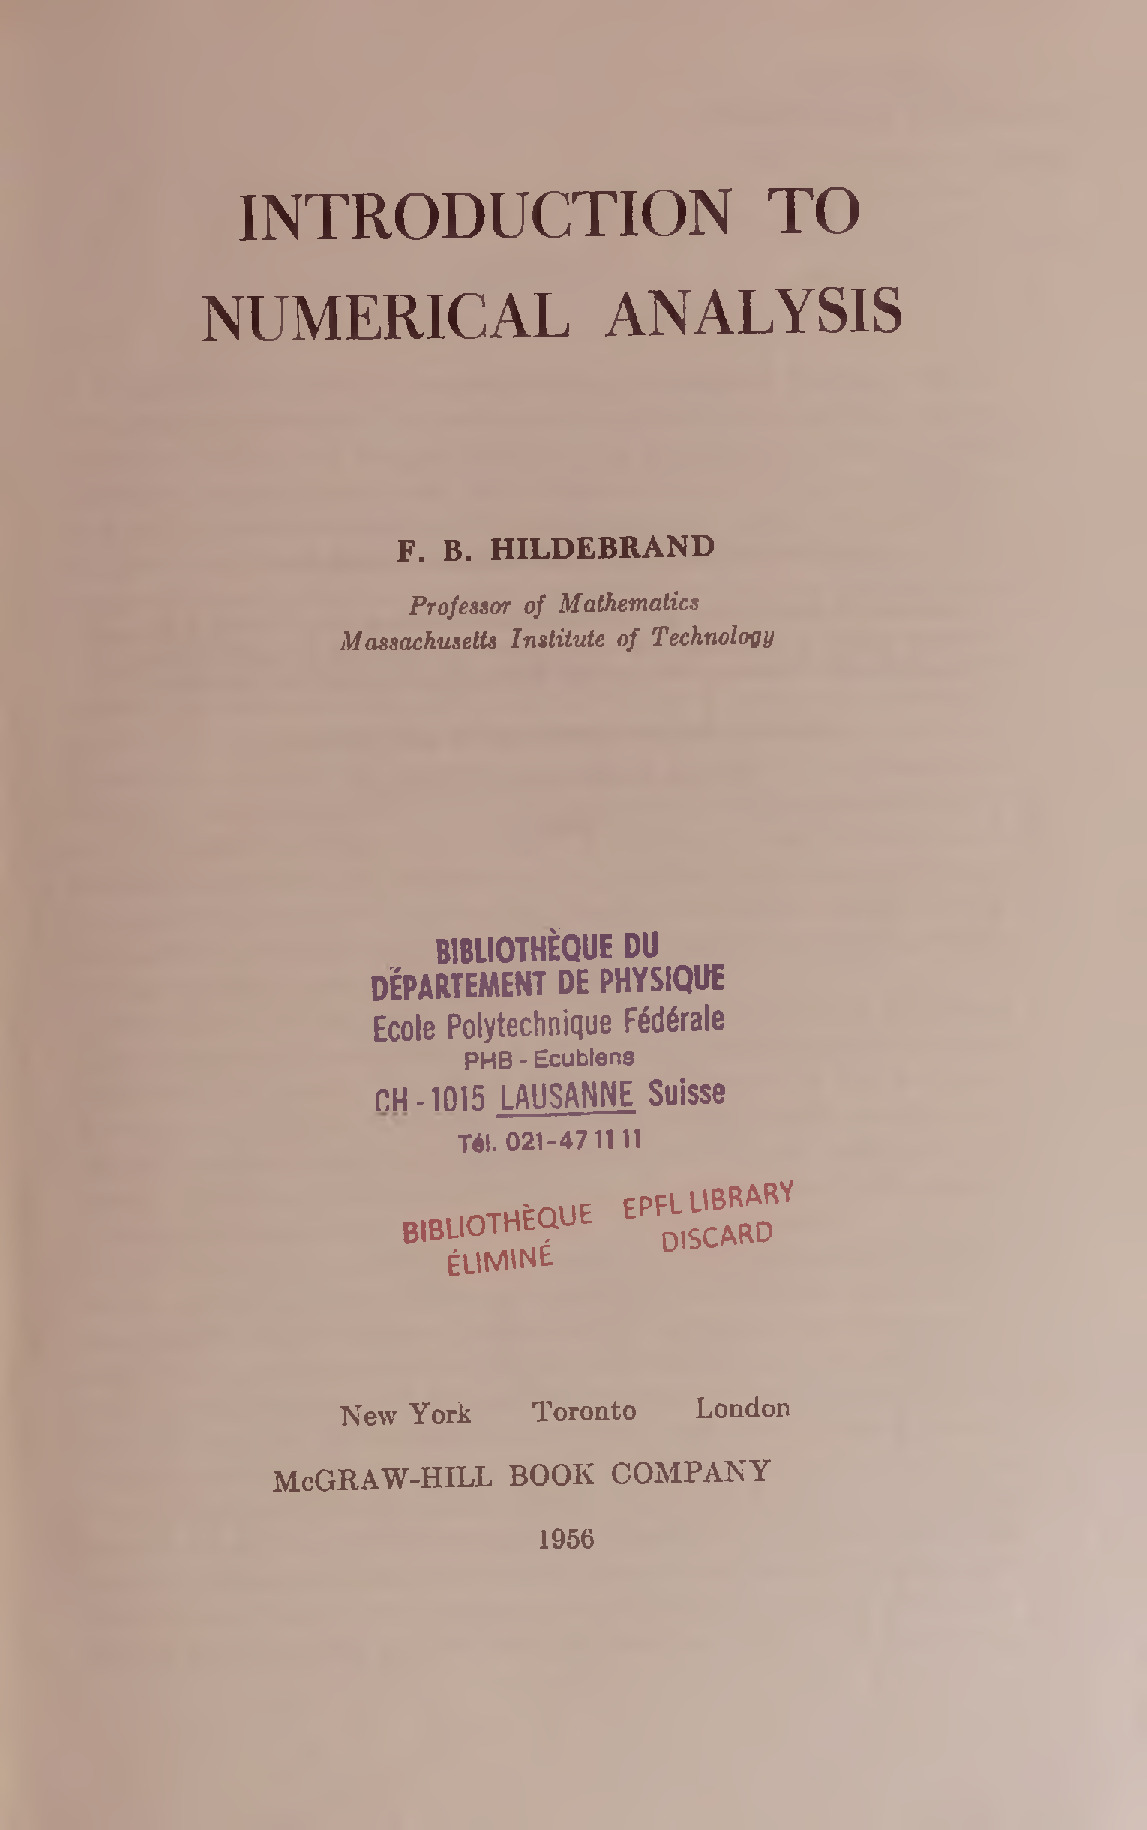 INTRODUCTION TO
NUMERICAL ANALYSIS
F. B. HILDEBRAND
Professor of Mathematics
Massachusetts Institute of Technology
BIBLIOTHÈQUE DU
DÉPARTEMENT DE PHYSIQUE
Ecole Polytechnique Fédérale
PHB - Ecublens
CH - 1015 LAUSANNE Suisse
Tél. 021-47 11 11
BIBLIOTHÈQUE EPFL LIBRARY
ÉLIMINÉ DISCARD
New York Toronto London
McGRAW-HILL BOOK COMPANY
1956